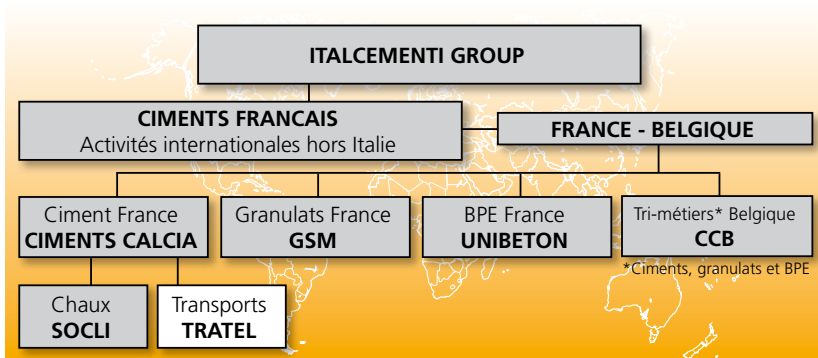 ITALCEMENTI GROUP
CIMENTS FRANCAIS
Activités internationales hors Italie
FRANCE - BELGIQUE
Ciment France
CIMENTS CALCIA
Granulats France
GSM
BPE France
UNIBETON
Tri-métiers* Belgique
CCB
*Ciments, granulats et BPE
Chaux
SOCLI
Transports
TRATEL